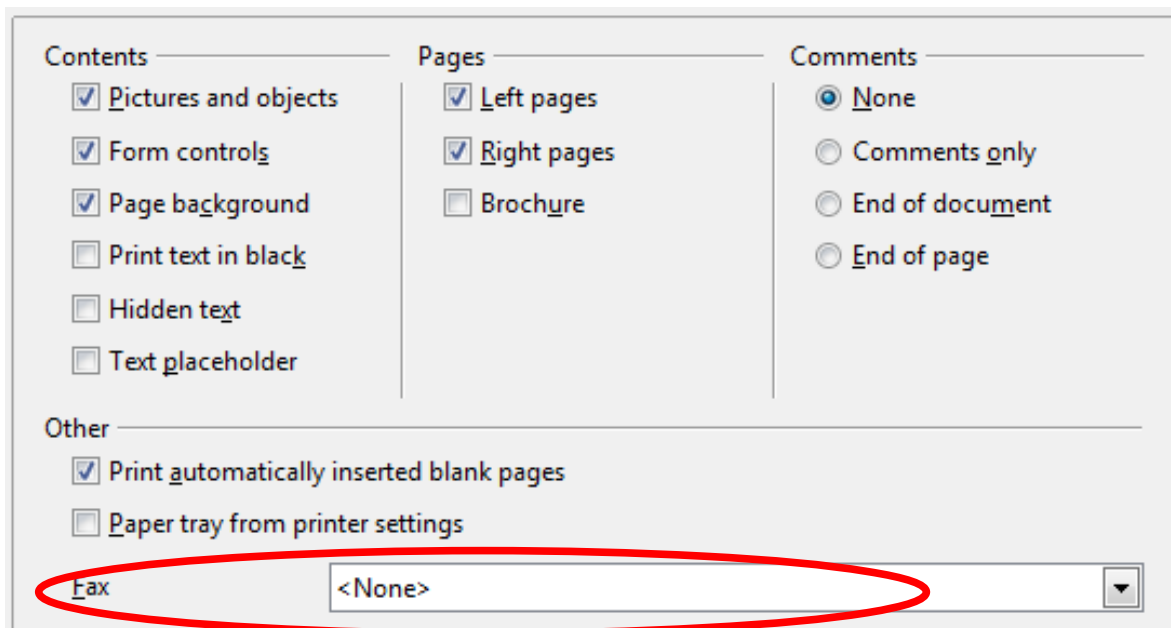 Contents
Pictures and objects
Form controls
Page background
Print text in black
Hidden text
Text placeholder
Pages
Left pages
Right pages
Brochure
Comments
None
Comments only
End of document
End of page
Other
Print automatically inserted blank pages
Paper tray from printer settings
Fax <None>